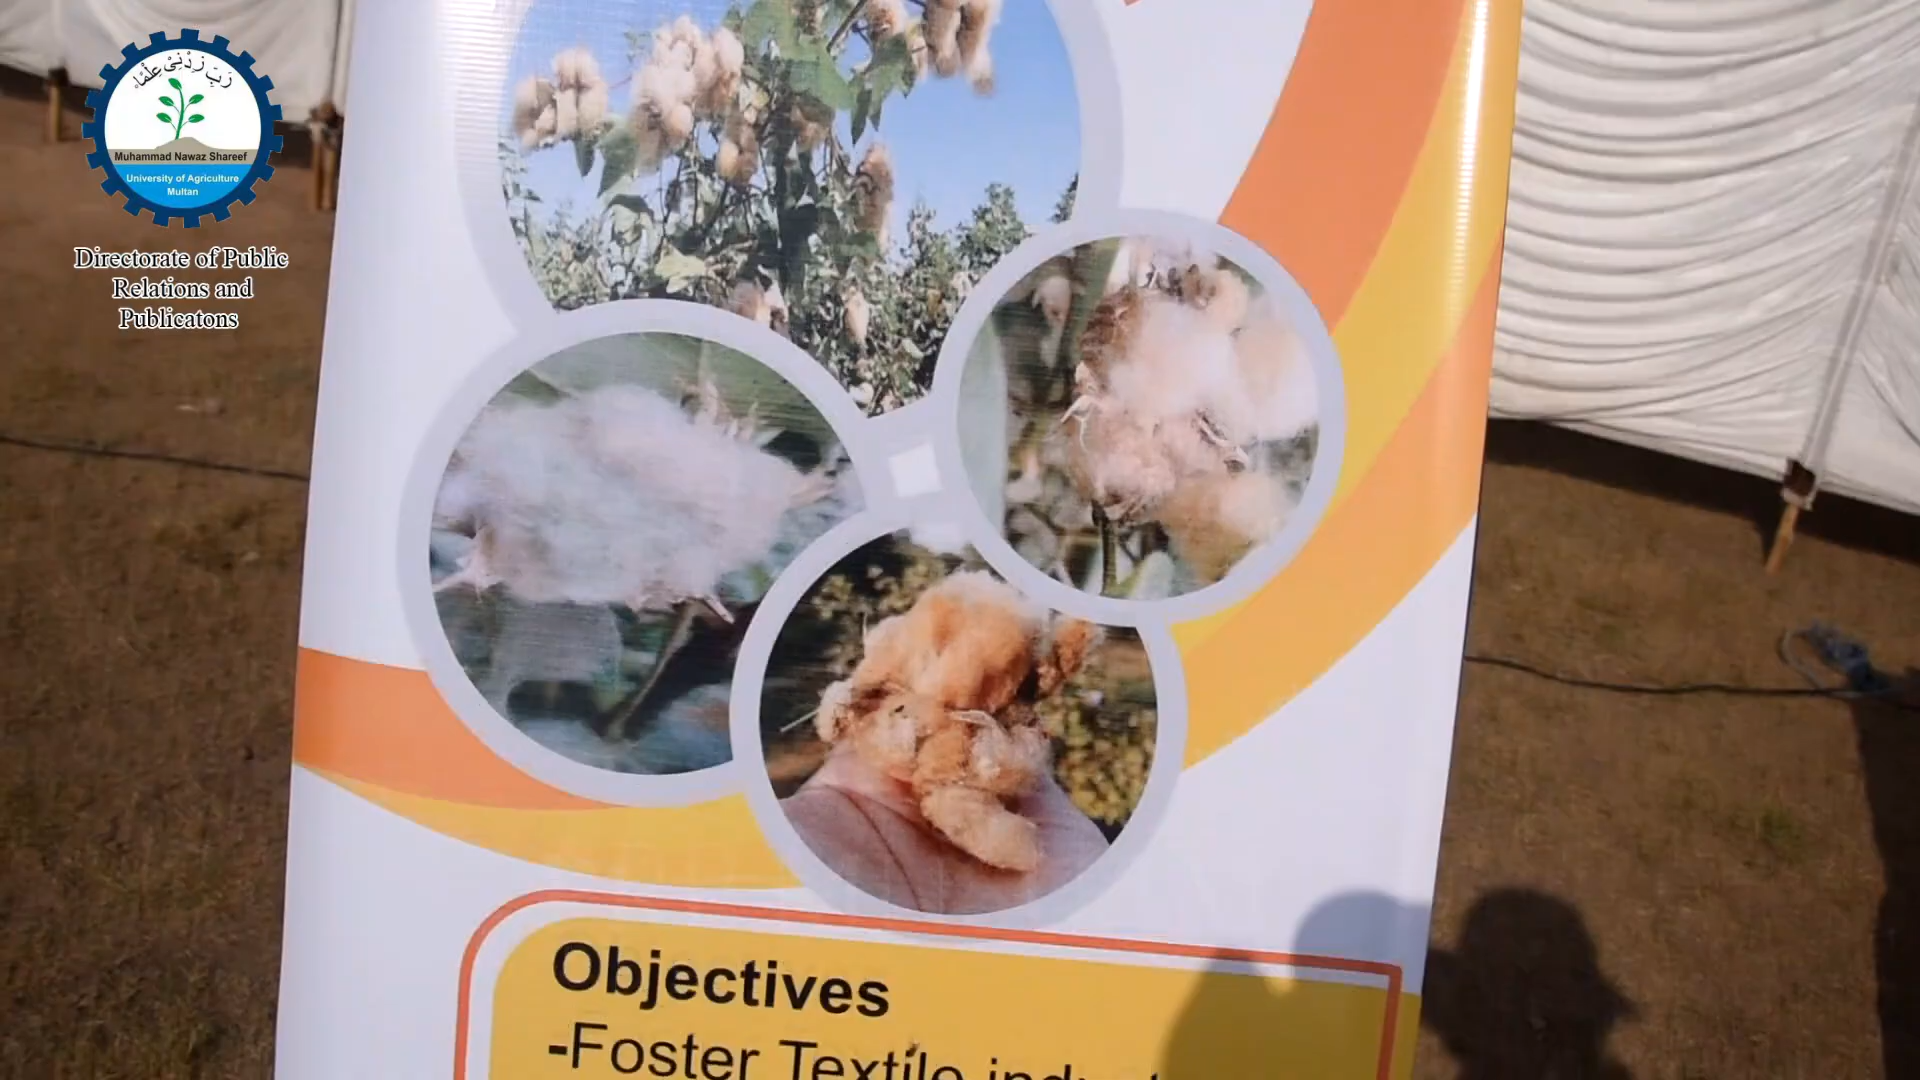 رَبِّ زِدْنِیْ عِلْمًا
Muhammad Nawaz Shareef
University of Agriculture
Multan
Directorate of Public
Relations and
Publicatons
Objectives
-Foster Textile